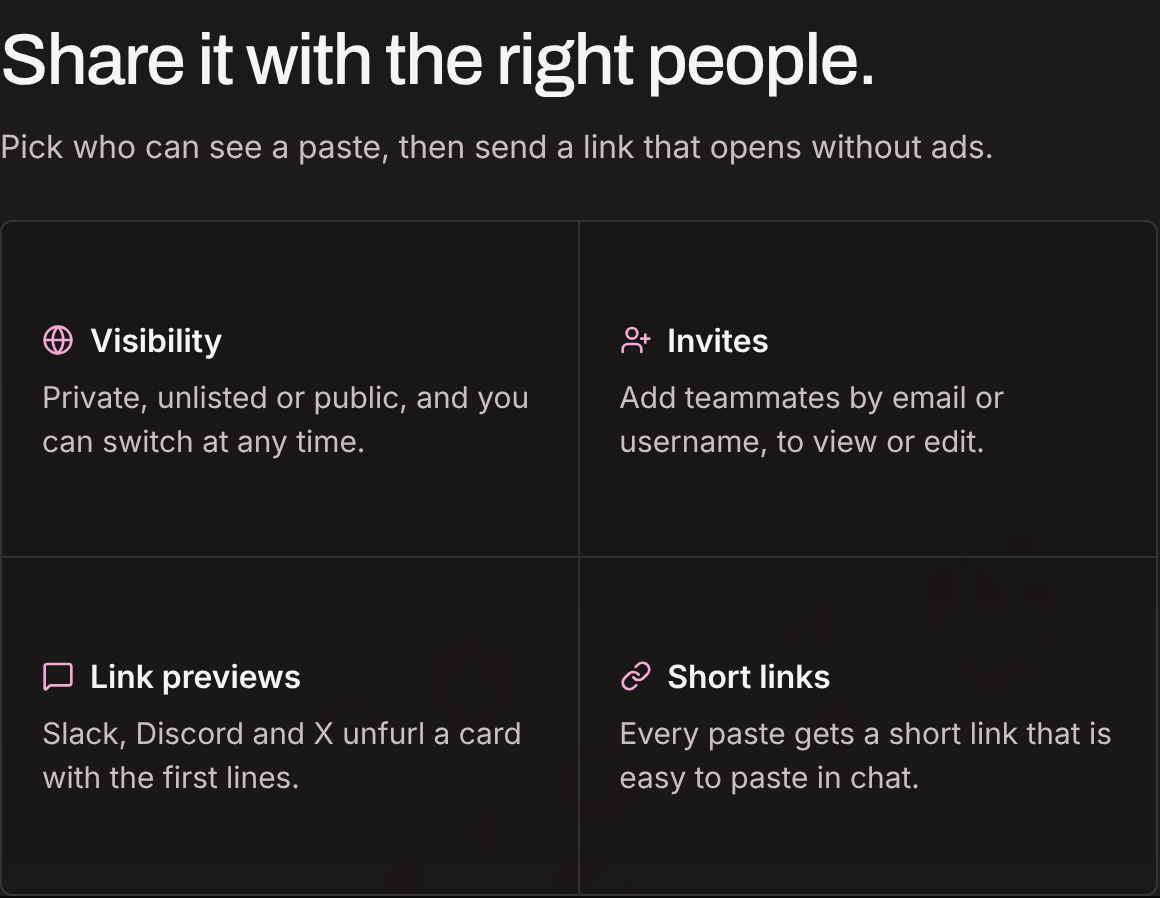 Share it with the right people.
Pick who can see a paste, then send a link that opens without ads.
Visibility
Private, unlisted or public, and you
can switch at any time.
Invites
Add teammates by email or
username, to view or edit.
Link previews
Slack, Discord and X unfurl a card
with the first lines.
Short links
Every paste gets a short link that is
easy to paste in chat.